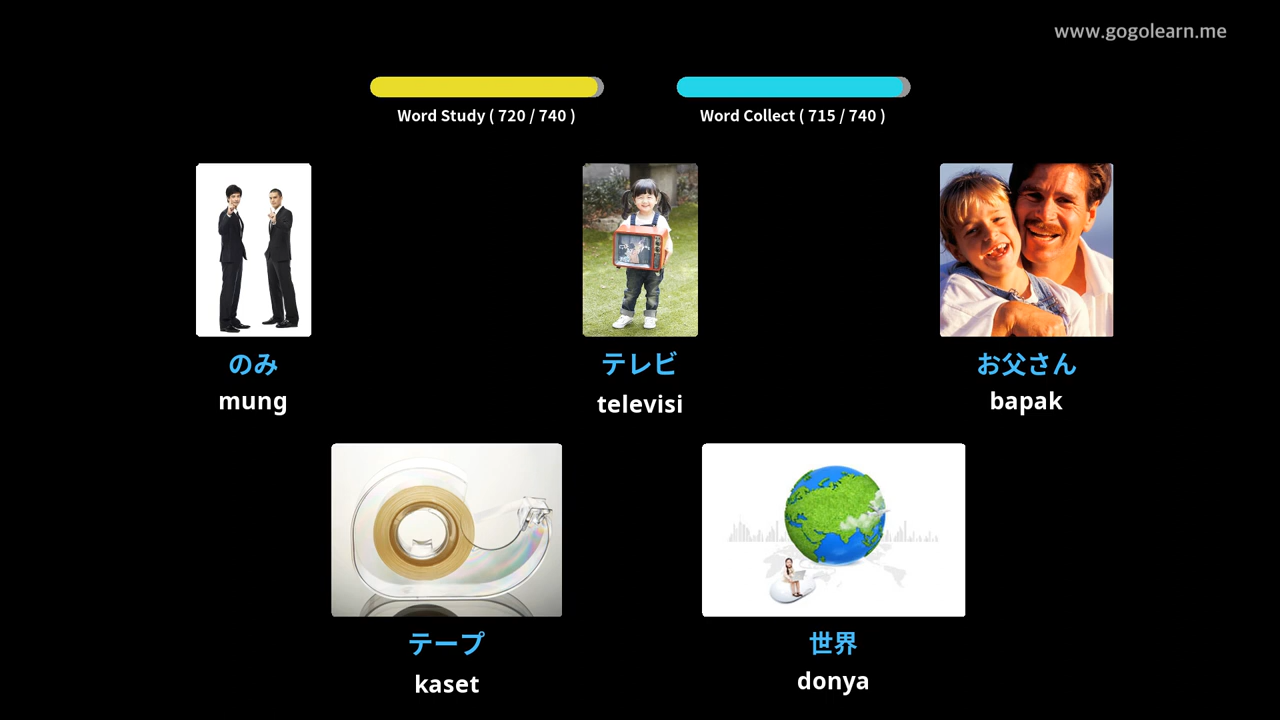 www.gogolearn.me
Word Study ( 720 / 740 )
Word Collect ( 715 / 740 )
のみ
mung
テレビ
televisi
お父さん
bapak
テープ
kaset
世界
donya